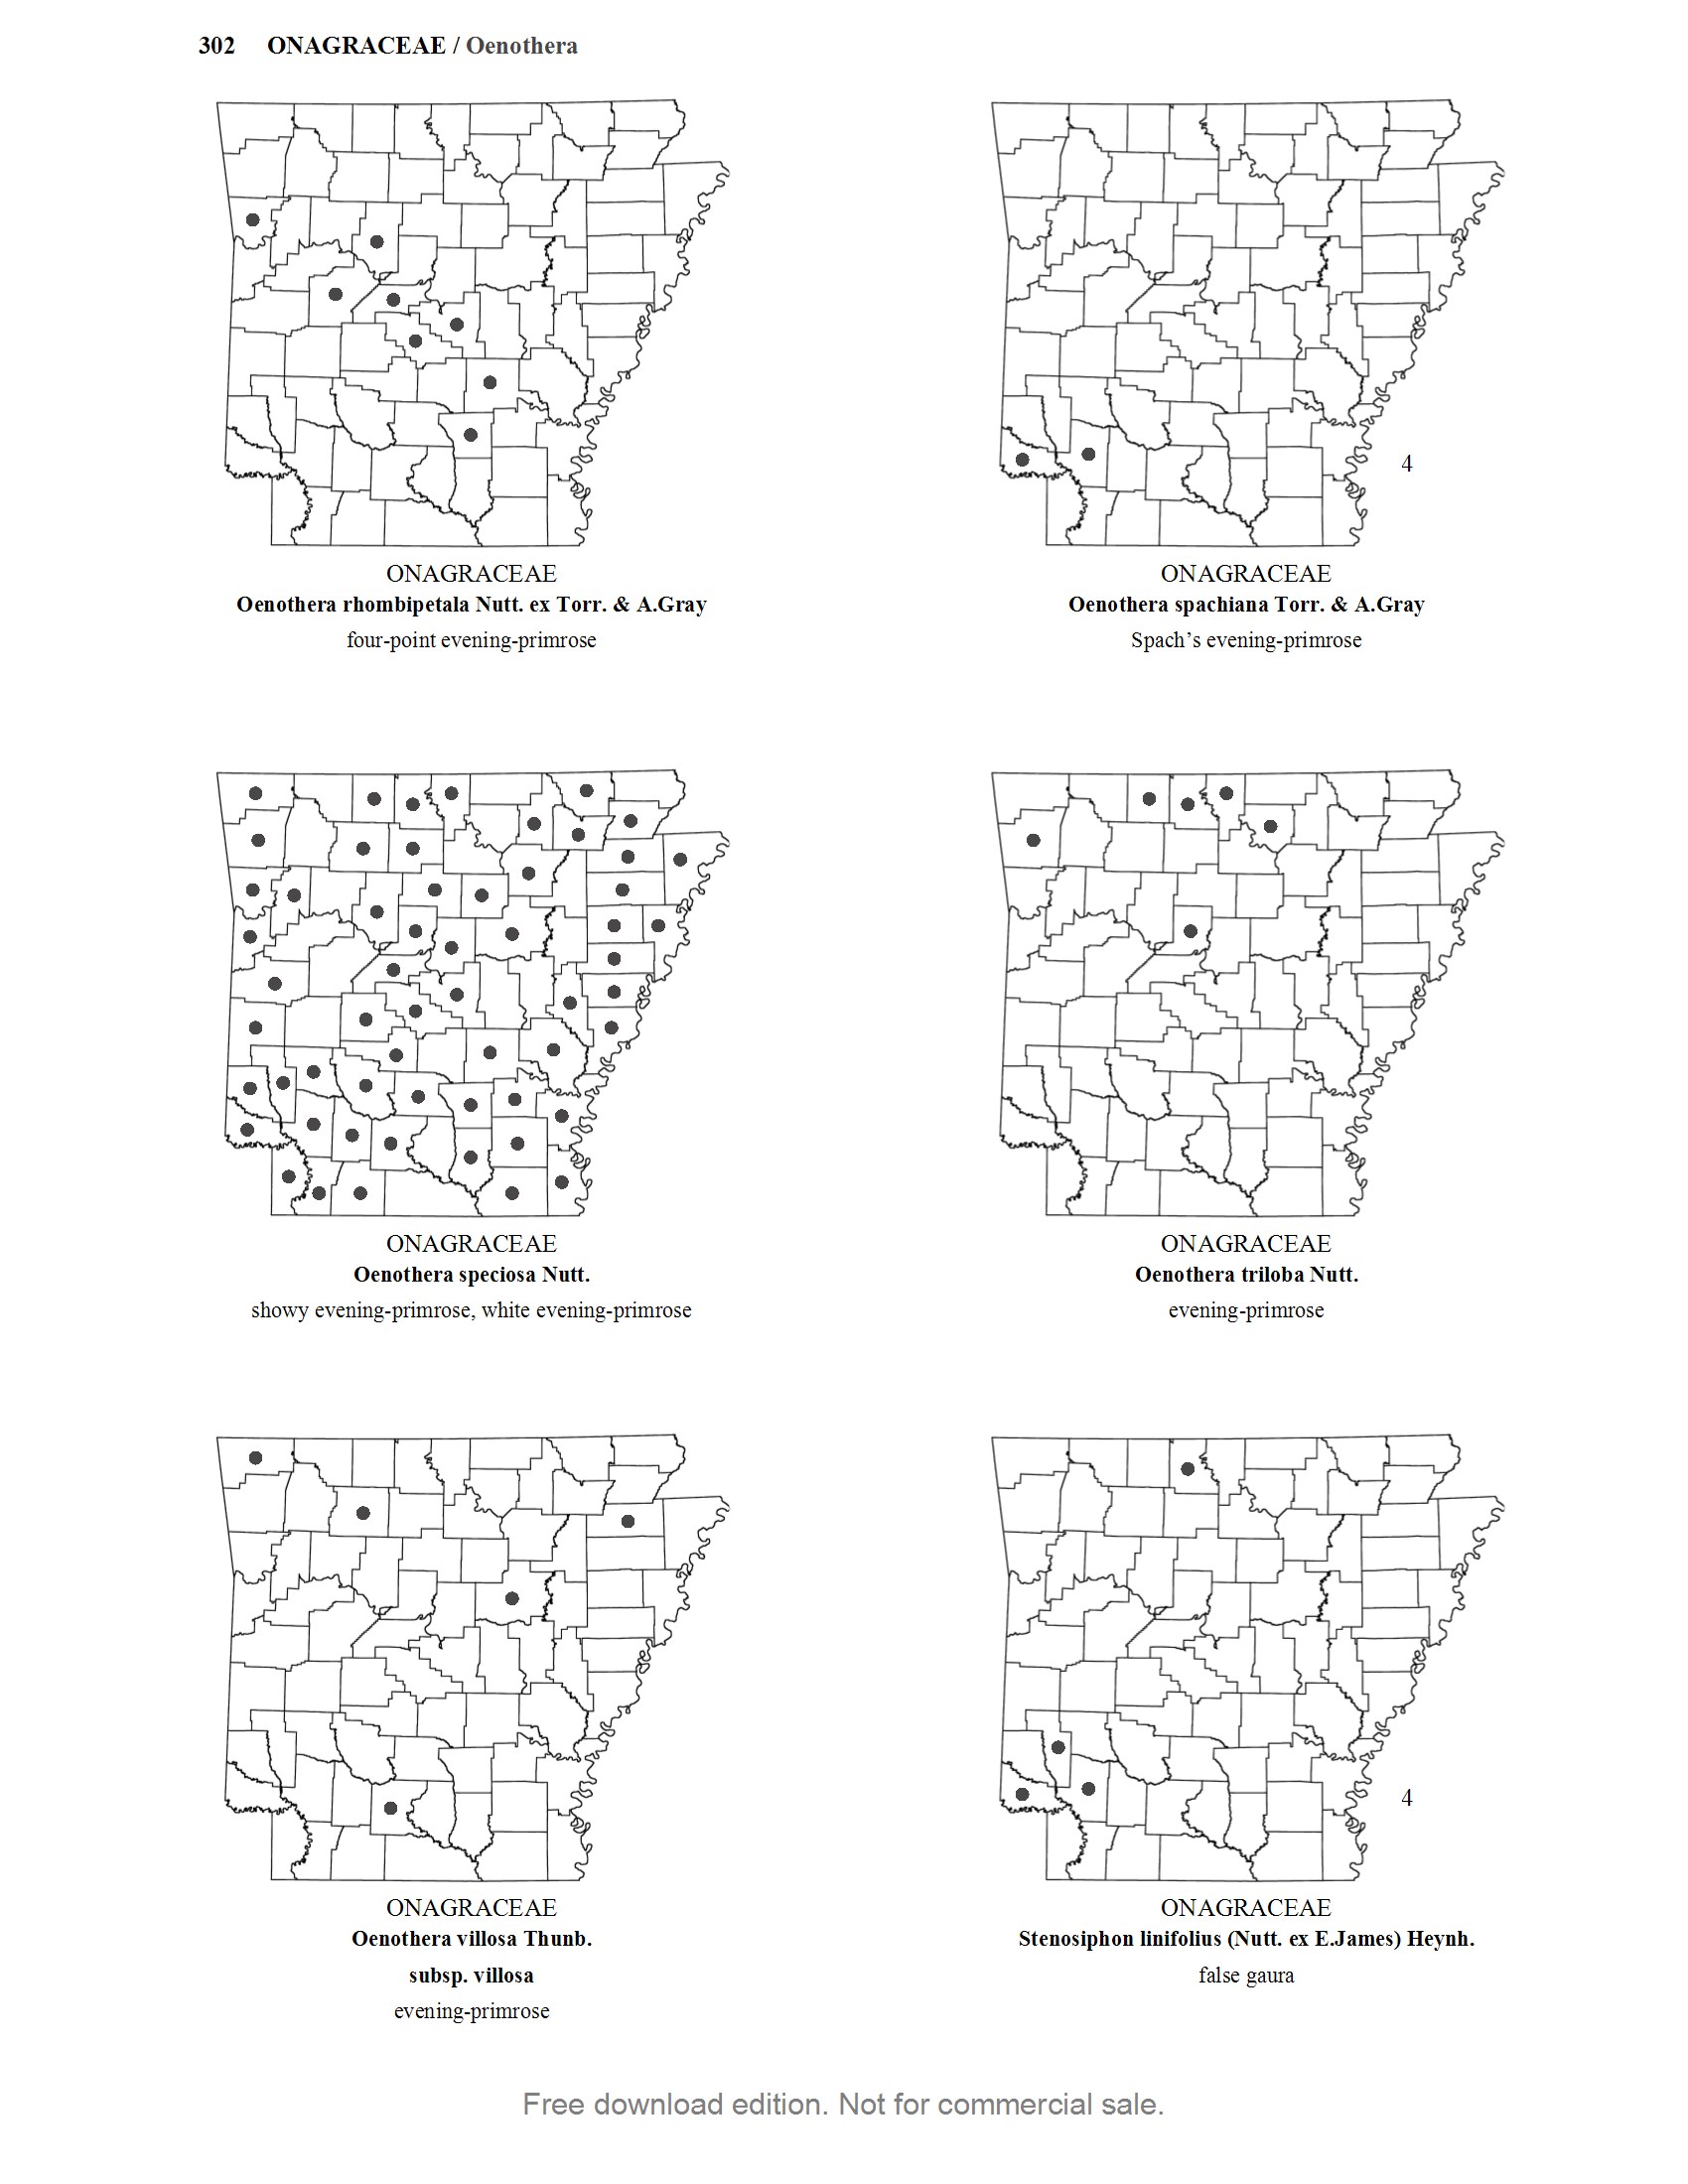 302 ONAGRACEAE / Oenothera
ONAGRACEAE
Oenothera rhombipetala Nutt. ex Torr. & A.Gray
four-point evening-primrose
4
ONAGRACEAE
Oenothera spachiana Torr. & A.Gray
Spach’s evening-primrose
ONAGRACEAE
Oenothera speciosa Nutt.
showy evening-primrose, white evening-primrose
ONAGRACEAE
Oenothera triloba Nutt.
evening-primrose
ONAGRACEAE
Oenothera villosa Thunb.
subsp. villosa
evening-primrose
4
ONAGRACEAE
Stenosiphon linifolius (Nutt. ex E.James) Heynh.
false gaura
Free download edition. Not for commercial sale.